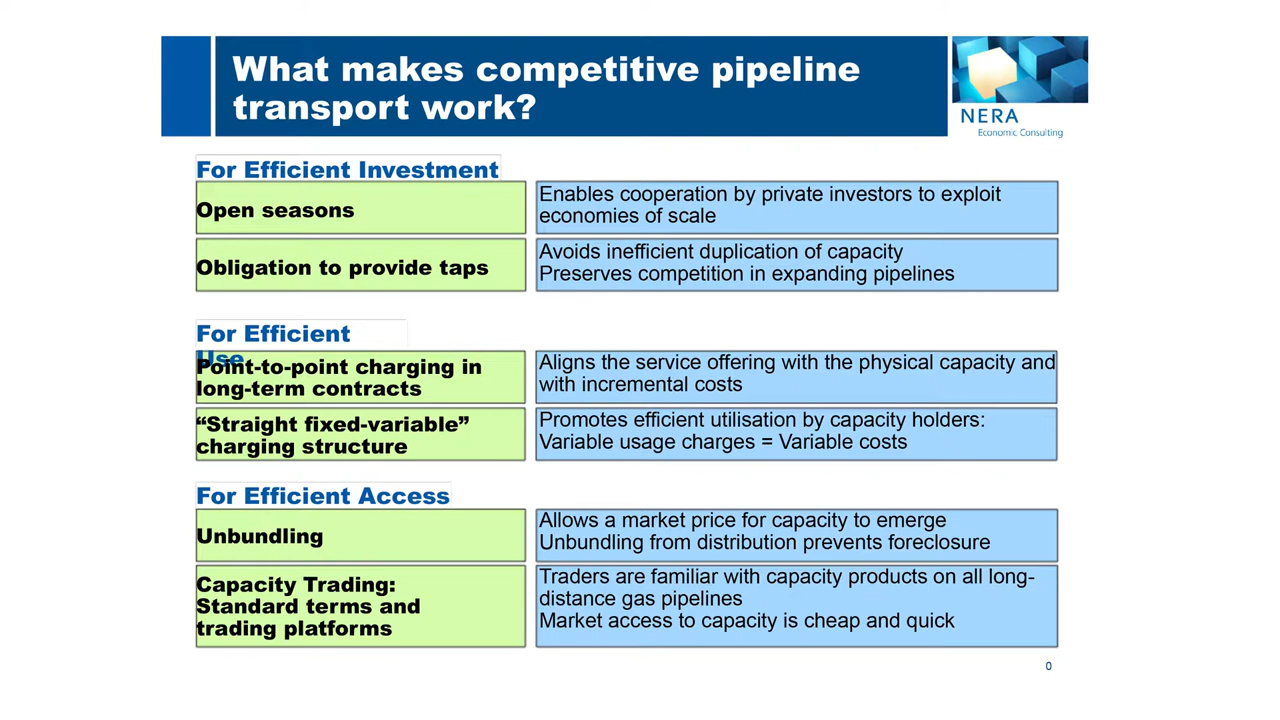 What makes competitive pipeline
transport work?
NERA
Economic Consulting
For Efficient Investment
Open seasons
Enables cooperation by private investors to exploit
economies of scale
Obligation to provide taps
Avoids inefficient duplication of capacity
Preserves competition in expanding pipelines
For Efficient
Use
Point-to-point charging in
long-term contracts
Aligns the service offering with the physical capacity and
with incremental costs
“Straight fixed-variable”
charging structure
Promotes efficient utilisation by capacity holders:
Variable usage charges = Variable costs
For Efficient Access
Unbundling
Allows a market price for capacity to emerge
Unbundling from distribution prevents foreclosure
Capacity Trading:
Standard terms and
trading platforms
Traders are familiar with capacity products on all long-
distance gas pipelines
Market access to capacity is cheap and quick
0